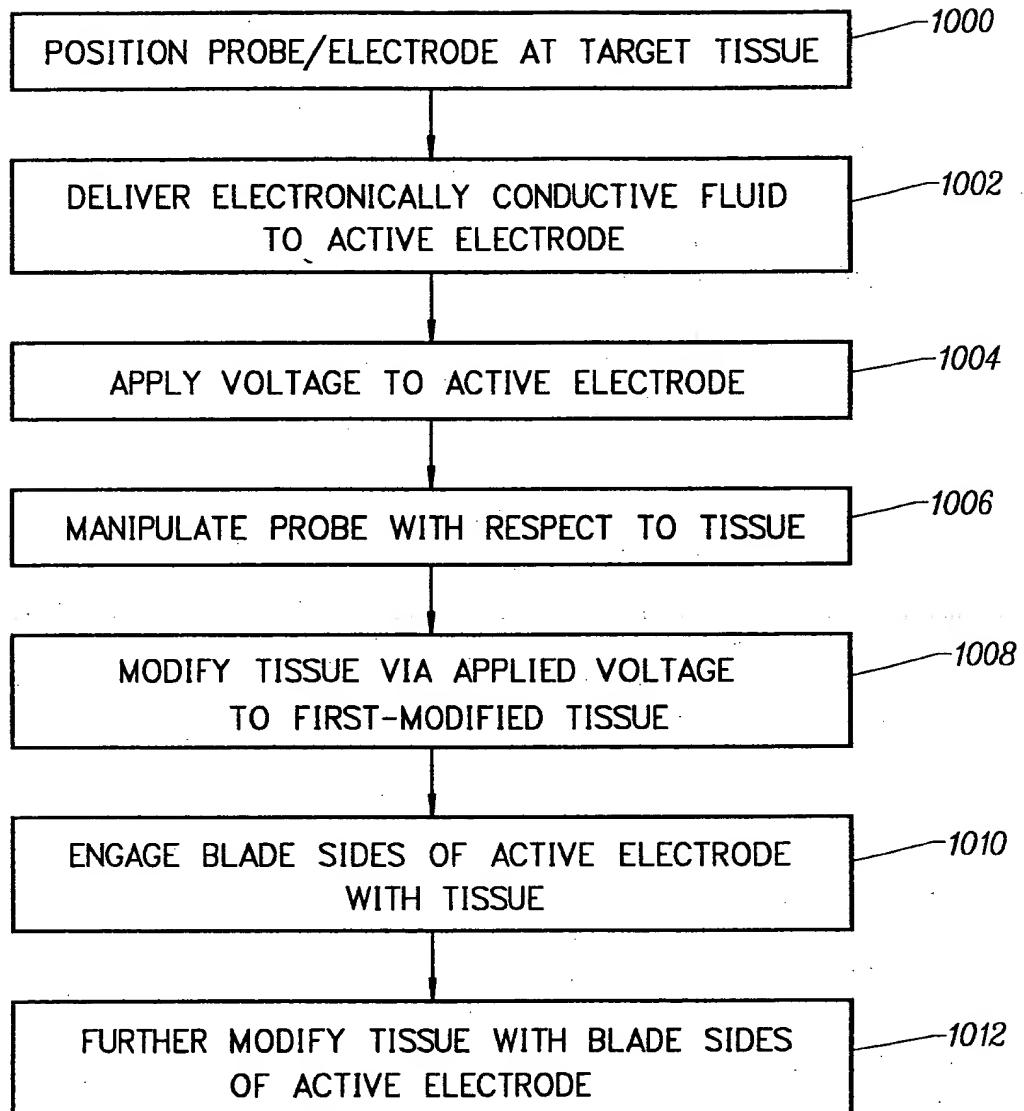 POSITION PROBE/ELECTRODE AT TARGET TISSUE
1000
DELIVER ELECTRONICALLY CONDUCTIVE FLUID
TO ACTIVE ELECTRODE
1002
APPLY VOLTAGE TO ACTIVE ELECTRODE
1004
MANIPULATE PROBE WITH RESPECT TO TISSUE
1006
MODIFY TISSUE VIA APPLIED VOLTAGE
TO FIRST-MODIFIED TISSUE
1008
ENGAGE BLADE SIDES OF ACTIVE ELECTRODE
WITH TISSUE
1010
FURTHER MODIFY TISSUE WITH BLADE SIDES
OF ACTIVE ELECTRODE
1012